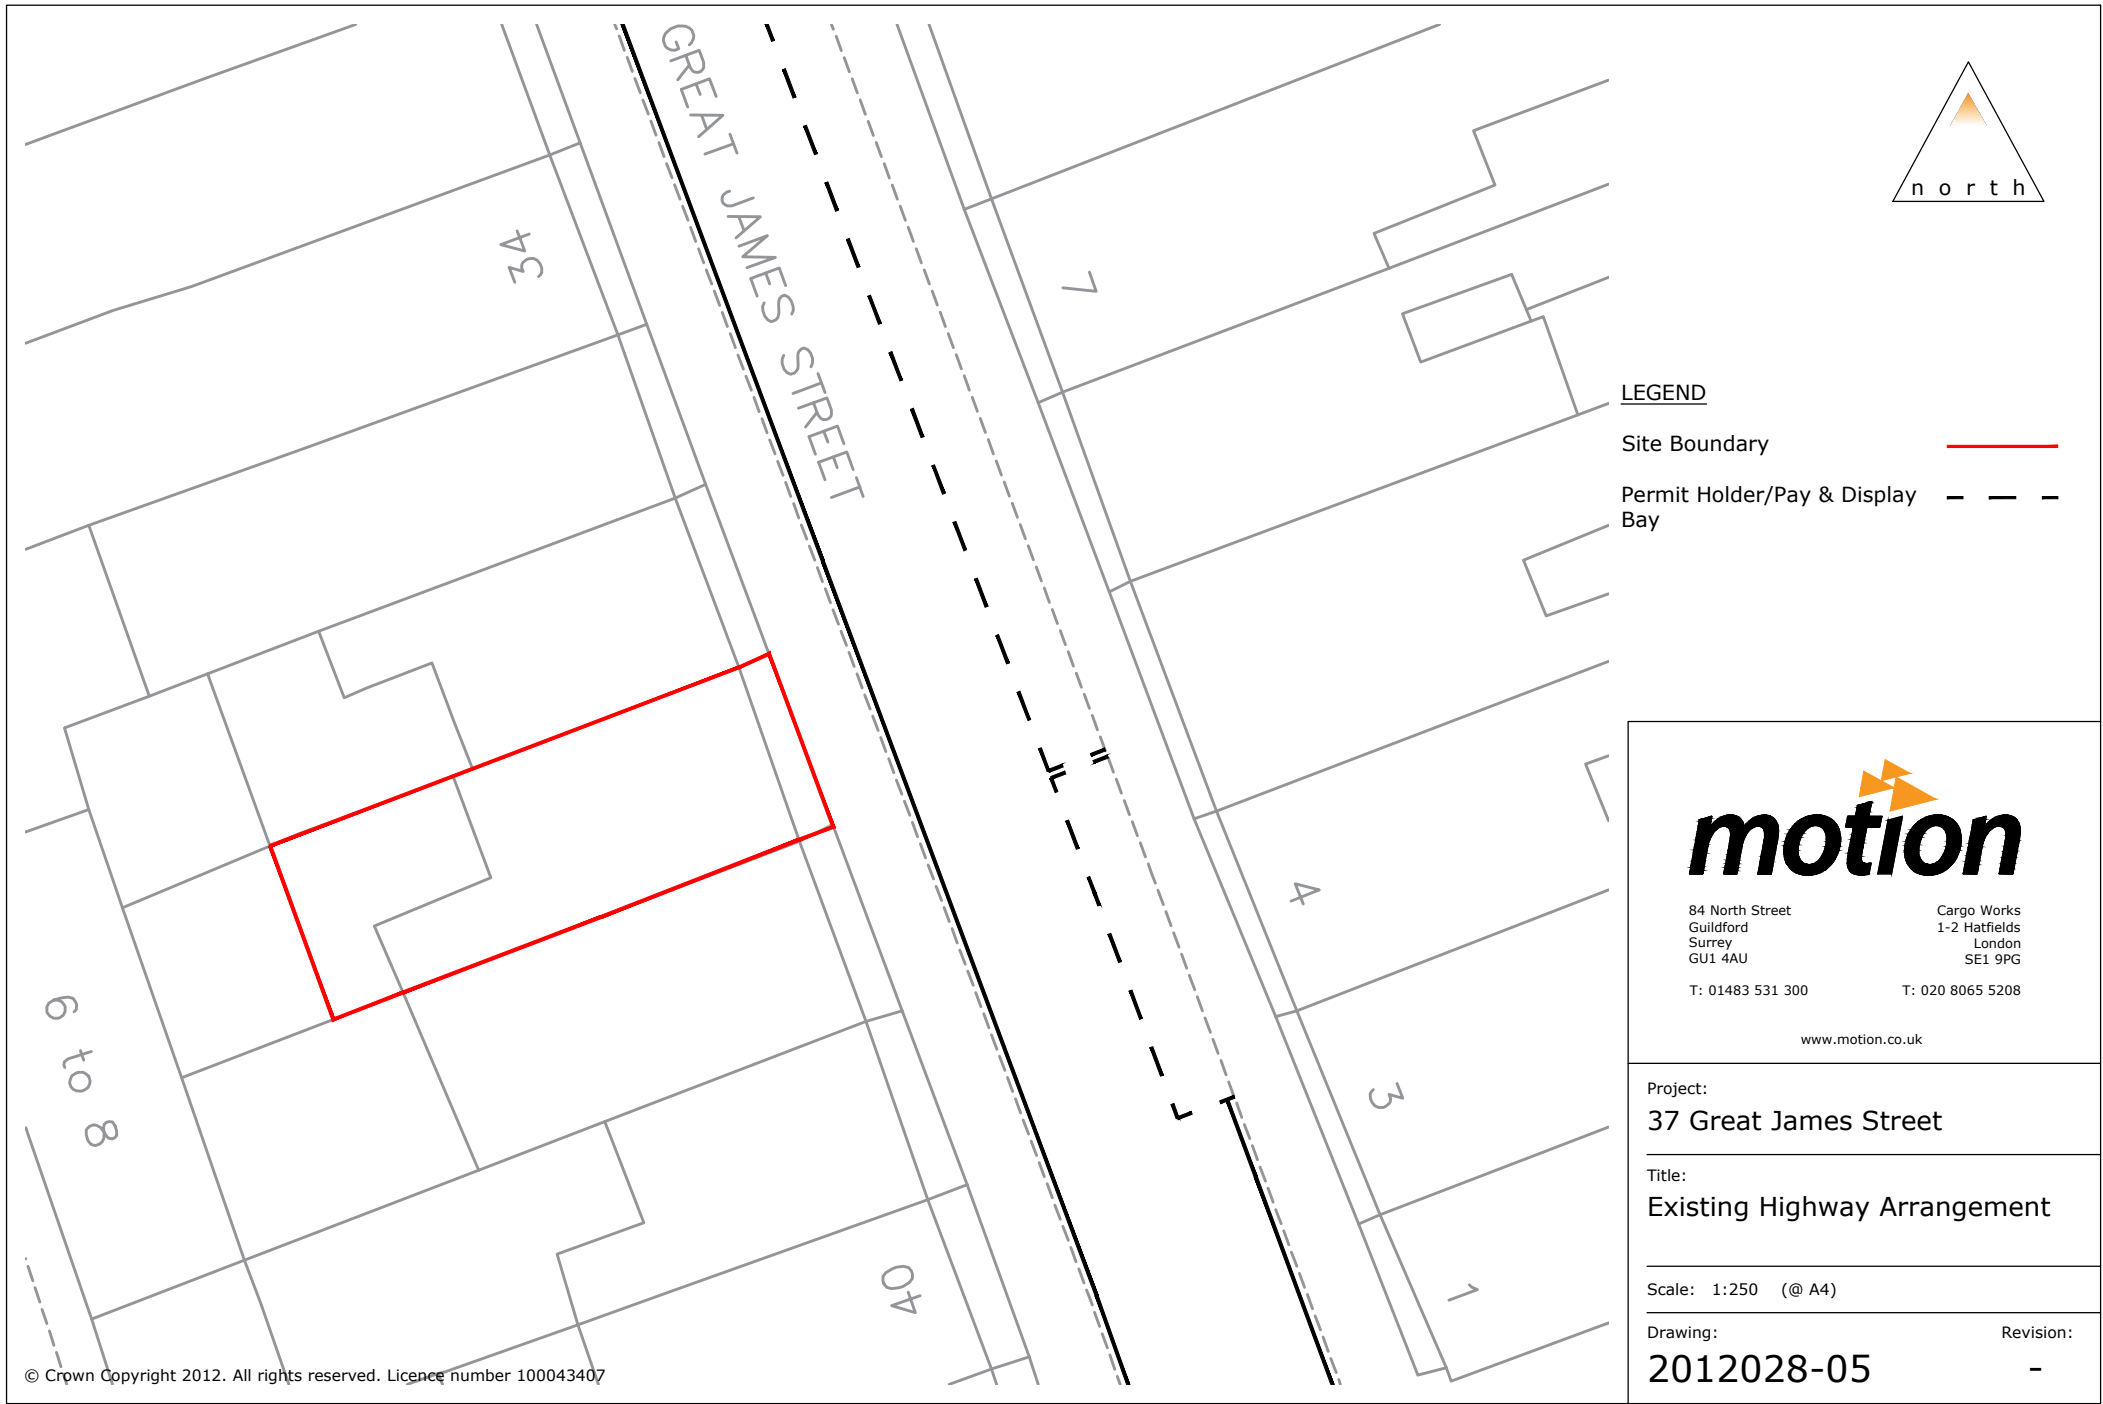 GREAT JAMES STREET
34
7
4
3
1
40
6 to 8
north
LEGEND
Site Boundary
Permit Holder/Pay & Display
Bay
motion
84 North Street
Guildford
Surrey
GU1 4AU
T: 01483 531 300
Cargo Works
1-2 Hatfields
London
SE1 9PG
T: 020 8065 5208
www.motion.co.uk
Project:
37 Great James Street
Title:
Existing Highway Arrangement
Scale: 1:250 (@ A4)
Drawing:
2012028-05
Revision:
-
© Crown Copyright 2012. All rights reserved. Licence number 100043407